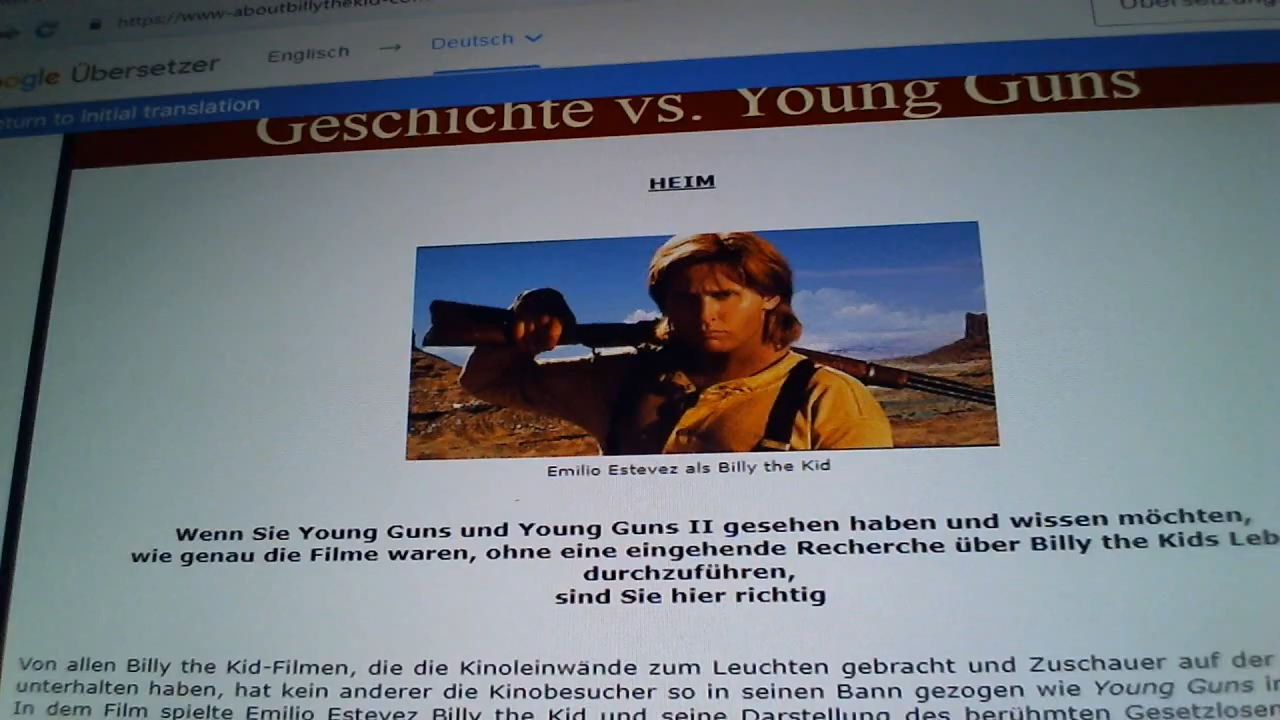 https://www-aboutbillythekid-
ogle Übersetzer Englisch → Deutsch
eturn to initial translation
Geschichte vs. Young Guns
HEIM
Emilio Estevez als Billy the Kid
Wenn Sie Young Guns und Young Guns II gesehen haben und wissen möchten,
wie genau die Filme waren, ohne eine eingehende Recherche über Billy the Kids Leb
durchzuführen,
sind Sie hier richtig
Von allen Billy the Kid-Filmen, die die Kinoleinwände zum Leuchten gebracht und Zuschauer auf der
unterhalten haben, hat kein anderer die Kinobesucher so in seinen Bann gezogen wie Young Guns i
In dem Film spielte Emilio Estevez Billy the Kid und seine Darstellung des berühmten Gesetzlosen